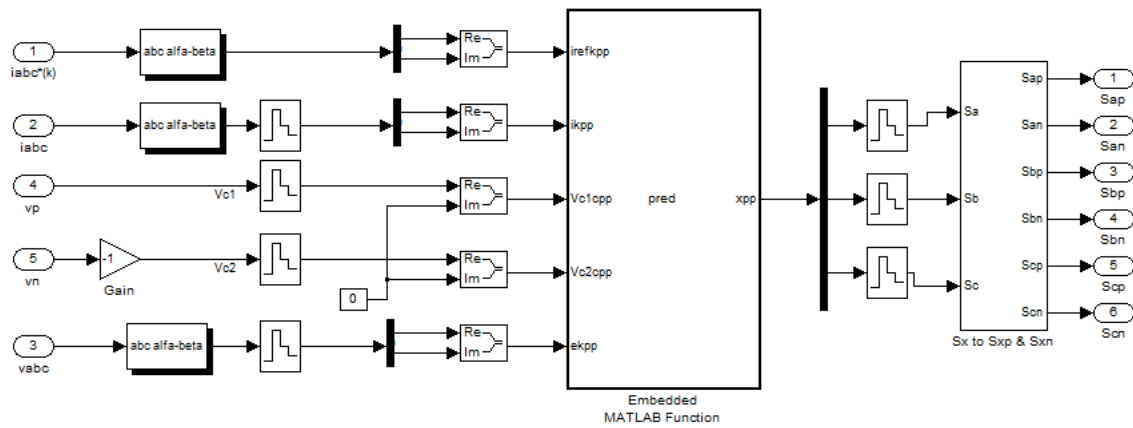 1
iabc*(k)
abc alfa-beta
Re
Im
irefkpp
2
iabc
abc alfa-beta
Re
Im
ikpp
4
vp
Vc1
Re
Im
Vc1cpp
5
vn
-1
Gain
Vc2
0
Re
Im
Vc2cpp
3
vabc
abc alfa-beta
Re
Im
ekpp
pred
xpp
Embedded
MATLAB Function
Sa
Sb
Sc
Sap
San
Sbp
Sbn
Scp
Scn
Sx to Sxp & Sxn
1
Sap
2
San
3
Sbp
4
Sbn
5
Scp
6
Scn